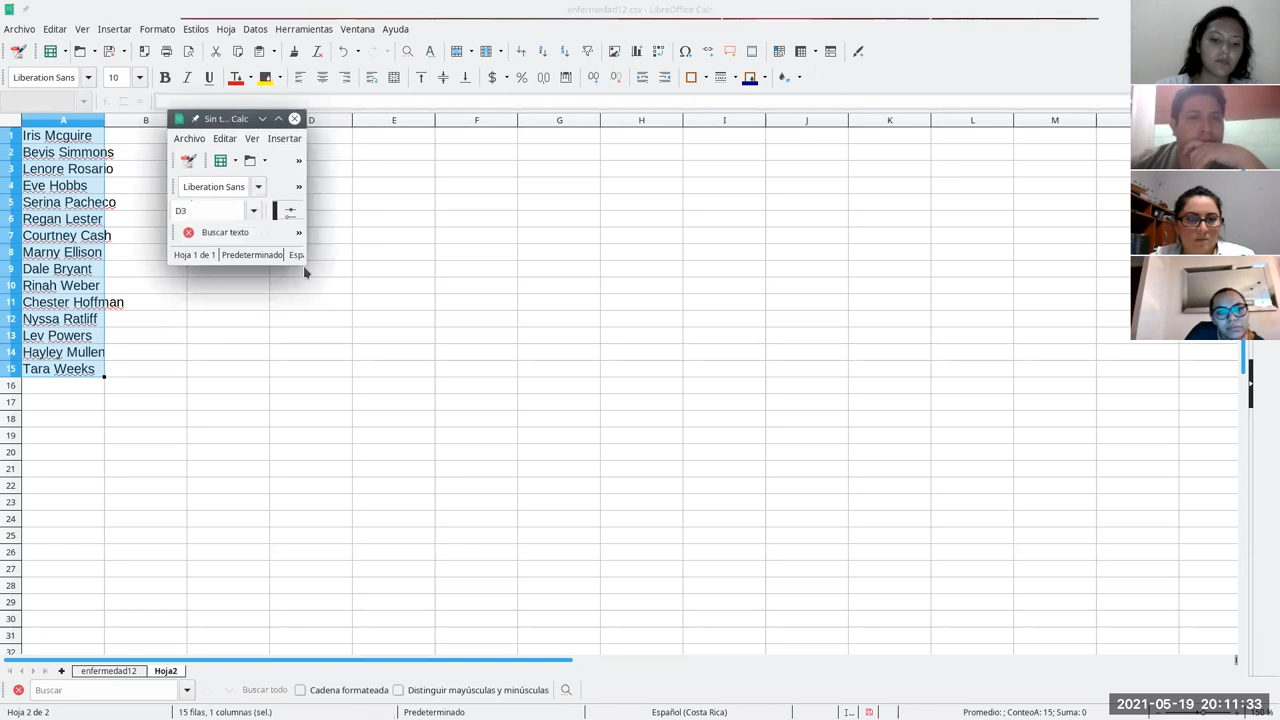 enfermedad12.csv - LibreOffice Calc
Archivo Editar Ver Insertar Formato Estilos Hoja Datos Herramientas Ventana Ayuda
Liberation Sans 10
A B D E F G H I J K L M
1 Iris Mcguire
2 Bevis Simmons
3 Lenore Rosario
4 Eve Hobbs
5 Serina Pacheco
6 Regan Lester
7 Courtney Cash
8 Marny Ellison
9 Dale Bryant
10 Rinah Weber
11 Chester Hoffman
12 Nyssa Ratliff
13 Lev Powers
14 Hayley Mullen
15 Tara Weeks
16
17
18
19
20
21
22
23
24
25
26
27
28
29
30
31
32
Sin t... Calc
Archivo Editar Ver Insertar
Liberation Sans
D3
Buscar texto
Hoja 1 de 1 Predeterminado Esp
enfermedad12 Hoja2
Buscar Buscar todo Cadena formateada Distinguir mayúsculas y minúsculas
Hoja 2 de 2 15 filas, 1 columnas (sel.) Predeterminado Español (Costa Rica) Promedio: ; ConteoA: 15; Suma: 0
2021-05-19 20:11:33